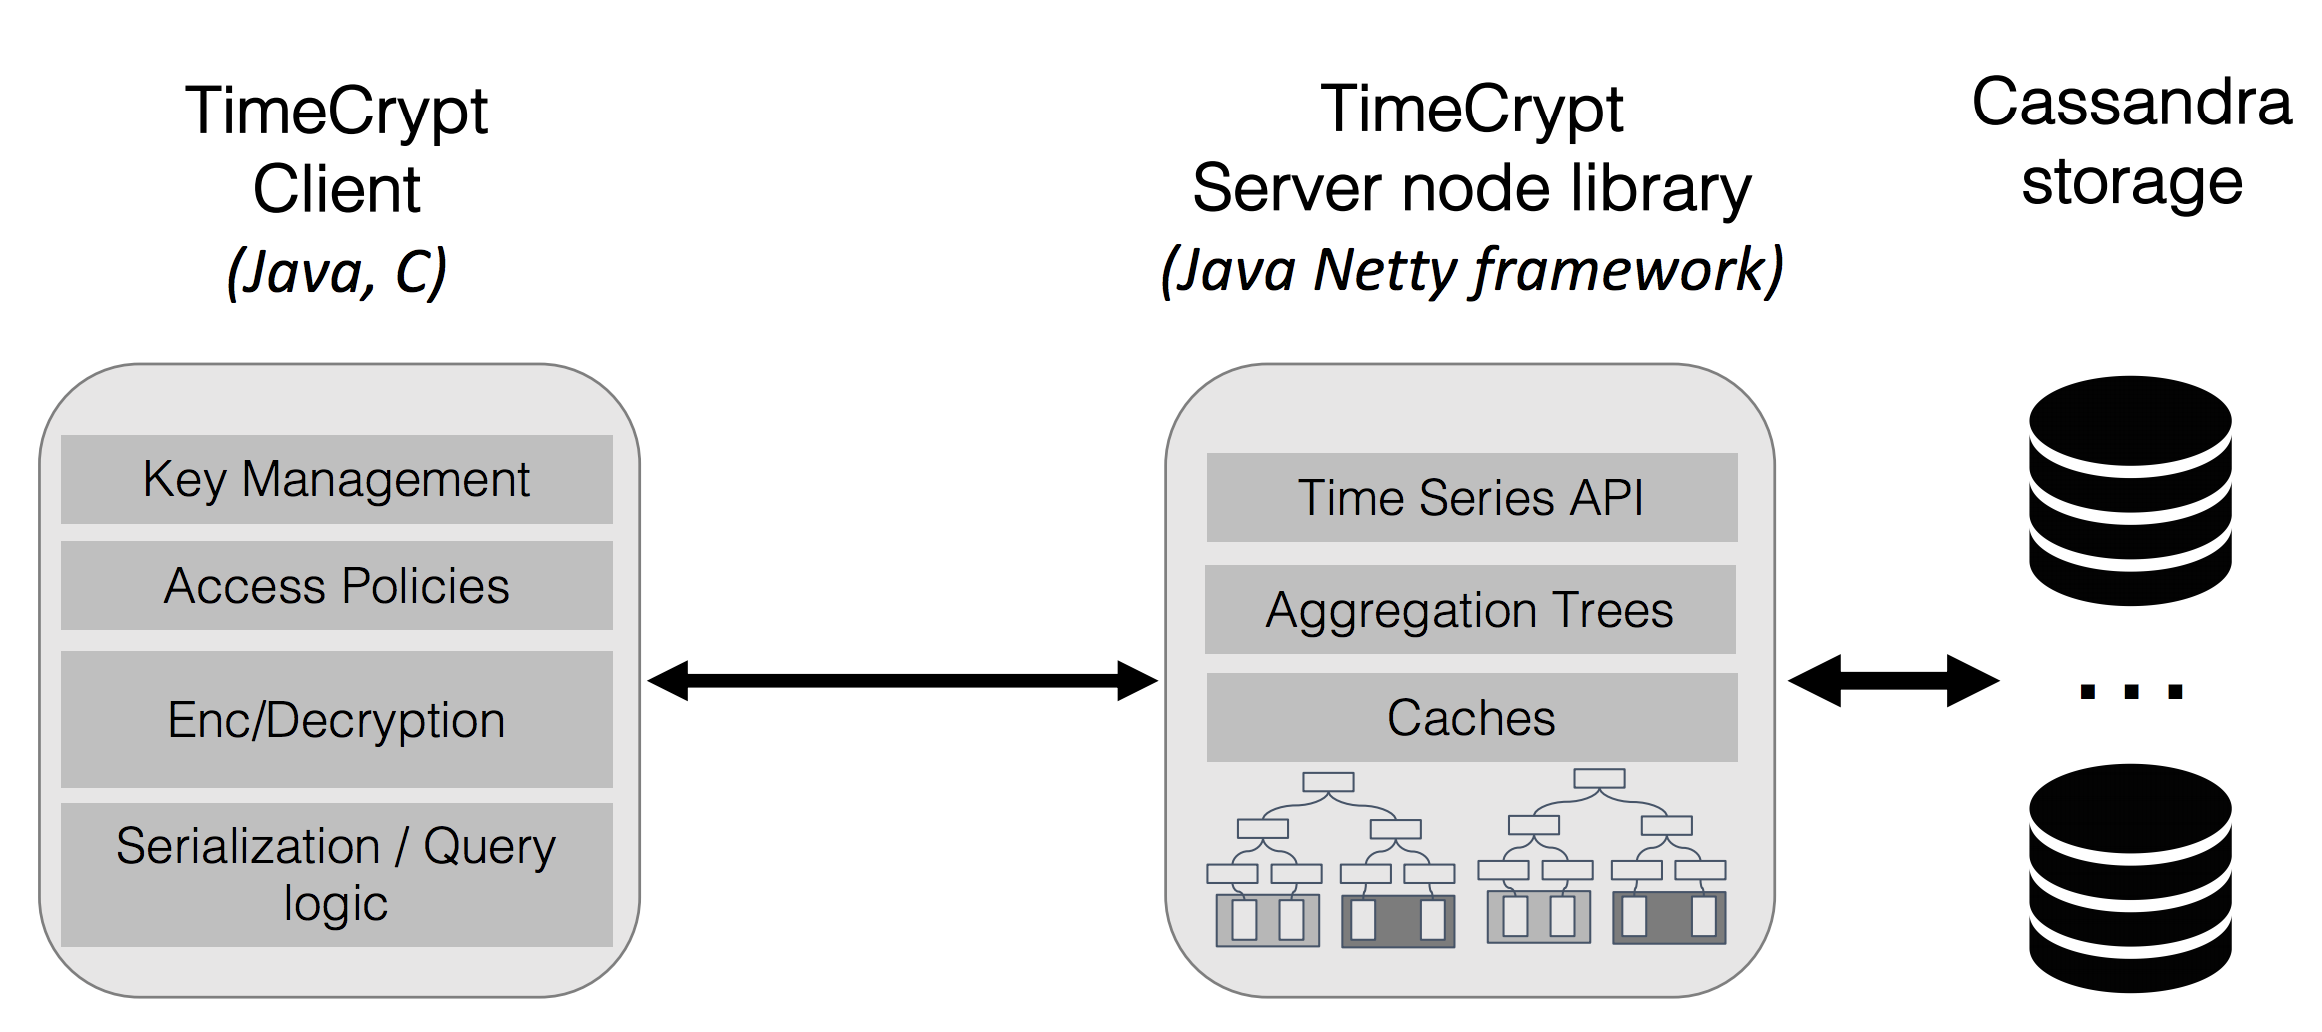 TimeCrypt
Client
(Java, C)
Key Management
Access Policies
Enc/Decryption
Serialization / Query
logic
TimeCrypt
Server node library
(Java Netty framework)
Time Series API
Aggregation Trees
Caches
Cassandra
storage
...